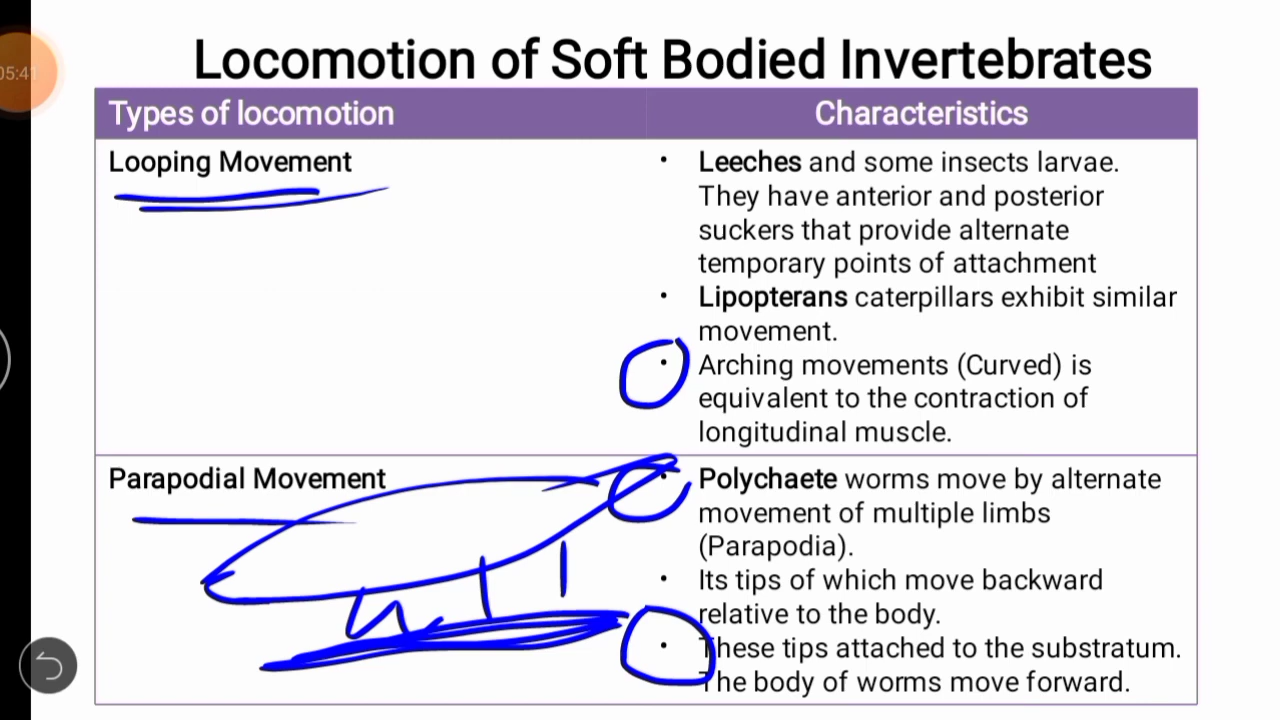 Locomotion of Soft Bodied Invertebrates
05:41
Types of locomotion
Characteristics
Looping Movement
• Leeches and some insects larvae.
They have anterior and posterior
suckers that provide alternate
temporary points of attachment
• Lipopterans caterpillars exhibit similar
movement.
• Arching movements (Curved) is
equivalent to the contraction of
longitudinal muscle.
Parapodial Movement
• Polychaete worms move by alternate
movement of multiple limbs
(Parapodia).
• Its tips of which move backward
relative to the body.
• These tips attached to the substratum.
The body of worms move forward.